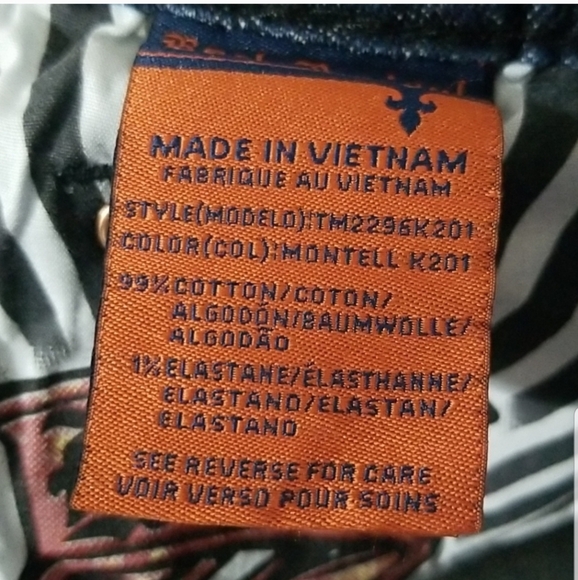 MADE IN VIETNAM
FABRIQUE AU VIETNAM
STYLE(MODELO):TM2296K201
COLOR(COL):MONTELL K201
99%COTTON/COTON/
ALGODÓN/BAUMWOLLE/
ALGODÃO
1%ELASTANE/ÉLASTHANNE/
ELASTANO/ELASTAN/
ELASTANO
SEE REVERSE FOR CARE
VOIR VERSO POUR SOINS